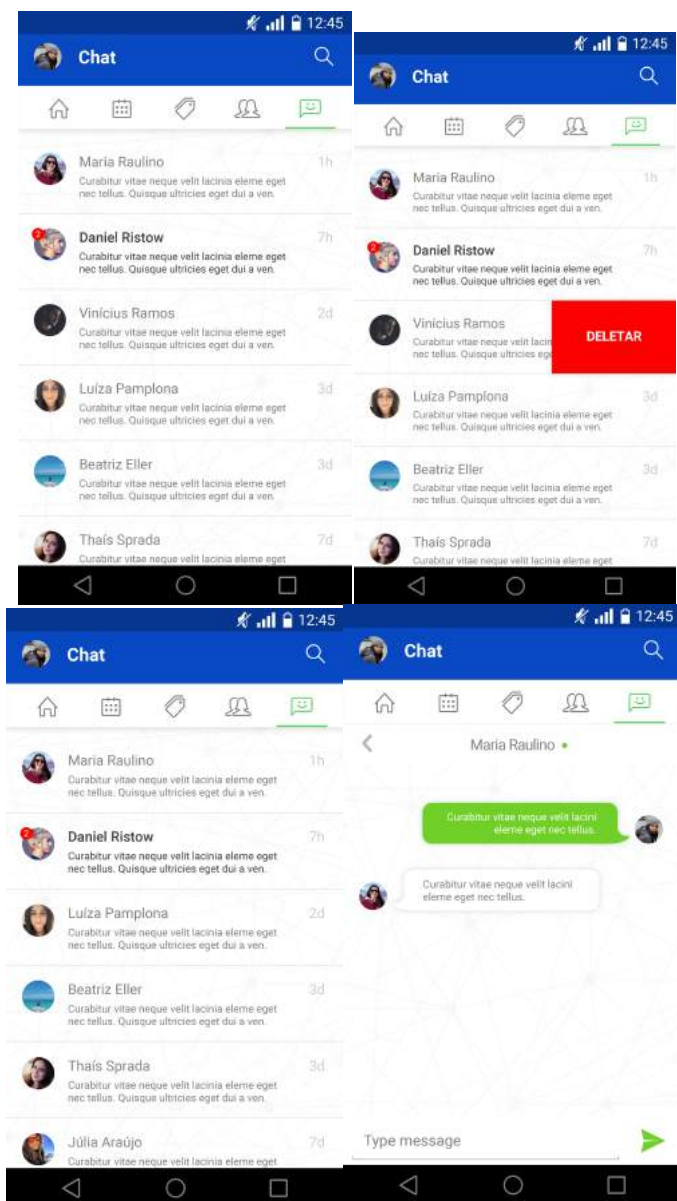 12:45
Chat
Maria Raulino 1h
Curabitur vitae neque velit lacinia eleme eget
nec tellus. Quisque ultricies eget dui a ven.
2
Daniel Ristow 7h
Curabitur vitae neque velit lacinia eleme eget
nec tellus. Quisque ultricies eget dui a ven.
Vinícius Ramos 2d
Curabitur vitae neque velit lacinia eleme eget
nec tellus. Quisque ultricies eget dui a ven.
Luíza Pamplona 3d
Curabitur vitae neque velit lacinia eleme eget
nec tellus. Quisque ultricies eget dui a ven.
Beatriz Eller 3d
Curabitur vitae neque velit lacinia eleme eget
nec tellus. Quisque ultricies eget dui a ven.
Thaís Sprada 7d
Curabitur vitae neque velit lacinia eleme eget
12:45
Chat
Maria Raulino 1h
Curabitur vitae neque velit lacinia eleme eget
nec tellus. Quisque ultricies eget dui a ven.
2
Daniel Ristow 7h
Curabitur vitae neque velit lacinia eleme eget
nec tellus. Quisque ultricies eget dui a ven.
Vinícius Ramos
DELETAR
Curabitur vitae neque velit lacin
nec tellus. Quisque ultricies eg
Luíza Pamplona 3d
Curabitur vitae neque velit lacinia eleme eget
nec tellus. Quisque ultricies eget dui a ven.
Beatriz Eller 3d
Curabitur vitae neque velit lacinia eleme eget
nec tellus. Quisque ultricies eget dui a ven.
Thaís Sprada 7d
Curabitur vitae neque velit lacinia eleme eget
12:45
Chat
Maria Raulino 1h
Curabitur vitae neque velit lacinia eleme eget
nec tellus. Quisque ultricies eget dui a ven.
2
Daniel Ristow 7h
Curabitur vitae neque velit lacinia eleme eget
nec tellus. Quisque ultricies eget dui a ven.
Luíza Pamplona 2d
Curabitur vitae neque velit lacinia eleme eget
nec tellus. Quisque ultricies eget dui a ven.
Beatriz Eller 3d
Curabitur vitae neque velit lacinia eleme eget
nec tellus. Quisque ultricies eget dui a ven.
Thaís Sprada 3d
Curabitur vitae neque velit lacinia eleme eget
nec tellus. Quisque ultricies eget dui a ven.
Júlia Araújo 7d
Curabitur vitae neque velit lacinia eleme eget
12:45
Chat
Maria Raulino
Curabitur vitae neque velit lacini
eleme eget nec tellus.
Curabitur vitae neque velit lacini
eleme eget nec tellus.
Type message